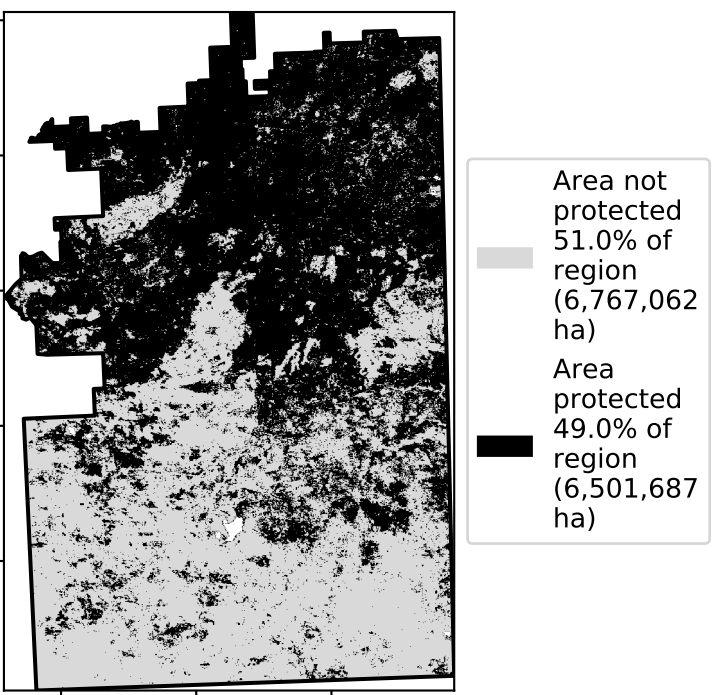 Area not
protected
51.0% of
region
(6,767,062
ha)
Area
protected
49.0% of
region
(6,501,687
ha)